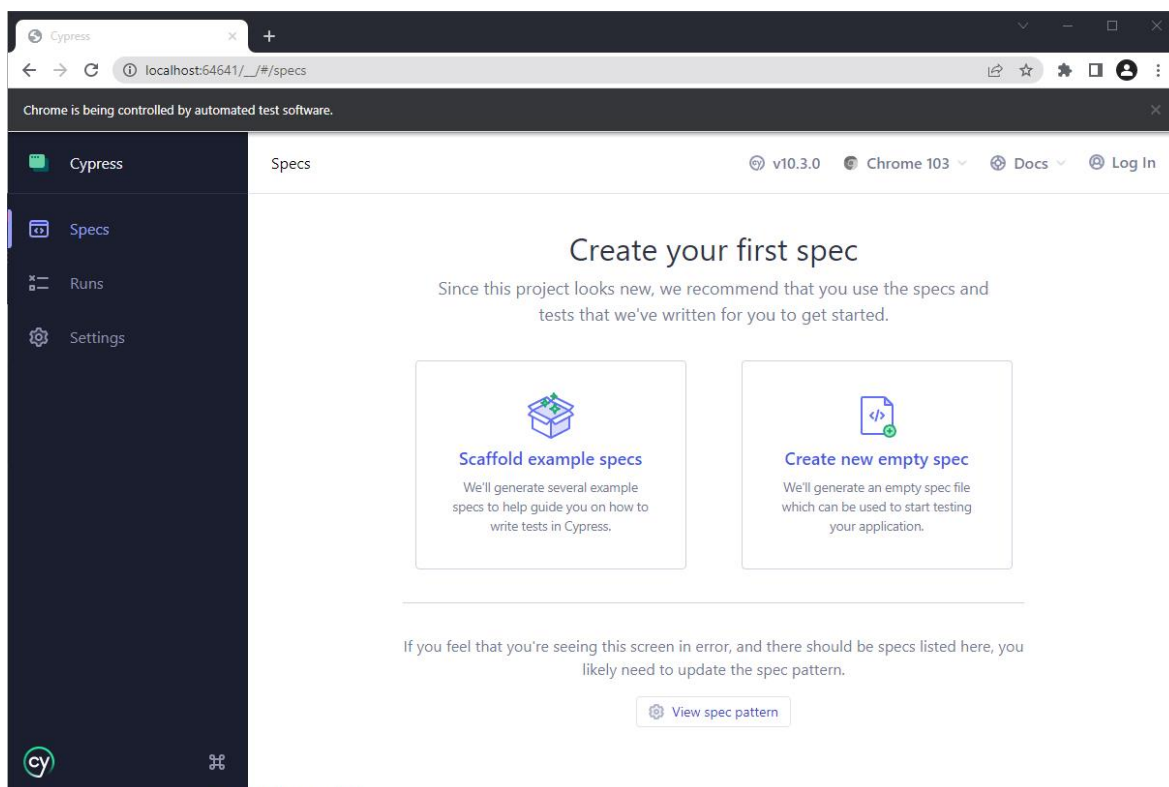 Cypress
localhost:64641/__/#/specs
Chrome is being controlled by automated test software.
Cypress
Specs
Runs
Settings
cy
Specs
v10.3.0
Chrome 103
Docs
Log In
Create your first spec
Since this project looks new, we recommend that you use the specs and
tests that we've written for you to get started.
Scaffold example specs
We'll generate several example
specs to help guide you on how to
write tests in Cypress.
Create new empty spec
We'll generate an empty spec file
which can be used to start testing
your application.
If you feel that you're seeing this screen in error, and there should be specs listed here, you
likely need to update the spec pattern.
View spec pattern